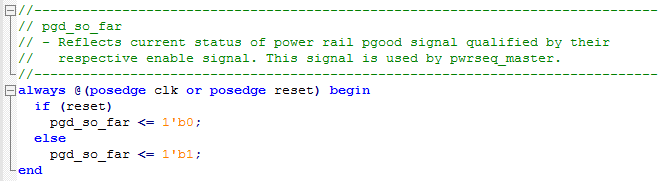 //-----------------------------------------------------------------------------
// pgd_so_far
// - Reflects current status of power rail pgood signal qualified by their
//   respective enable signal. This signal is used by pwrseq_master.
//-----------------------------------------------------------------------------
always @(posedge clk or posedge reset) begin
  if (reset)
    pgd_so_far <= 1'b0;
  else
    pgd_so_far <= 1'b1;
end